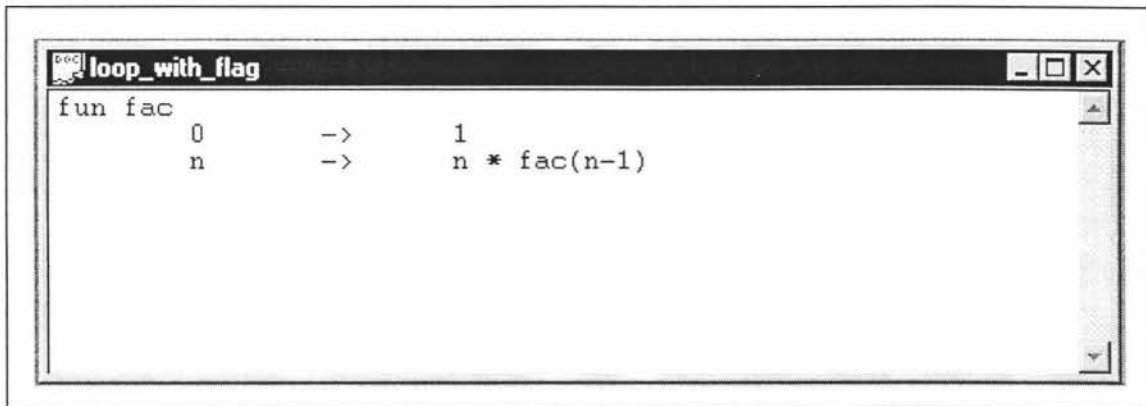 loop_with_flag
fun fac
0 -> 1
n -> n * fac(n-1)